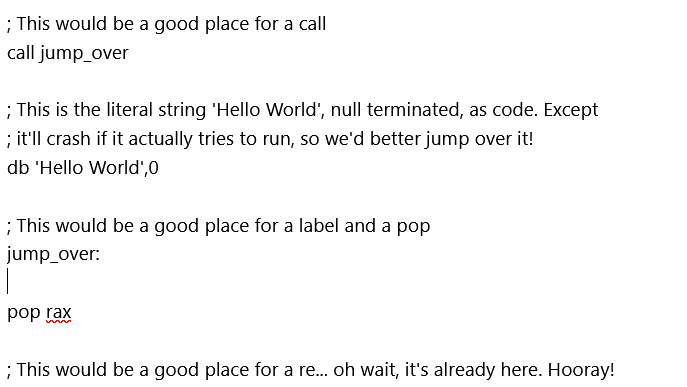 ; This would be a good place for a call
call jump_over
; This is the literal string 'Hello World', null terminated, as code. Except
; it'll crash if it actually tries to run, so we'd better jump over it!
db 'Hello World',0
; This would be a good place for a label and a pop
jump_over:
pop rax
; This would be a good place for a re... oh wait, it's already here. Hooray!